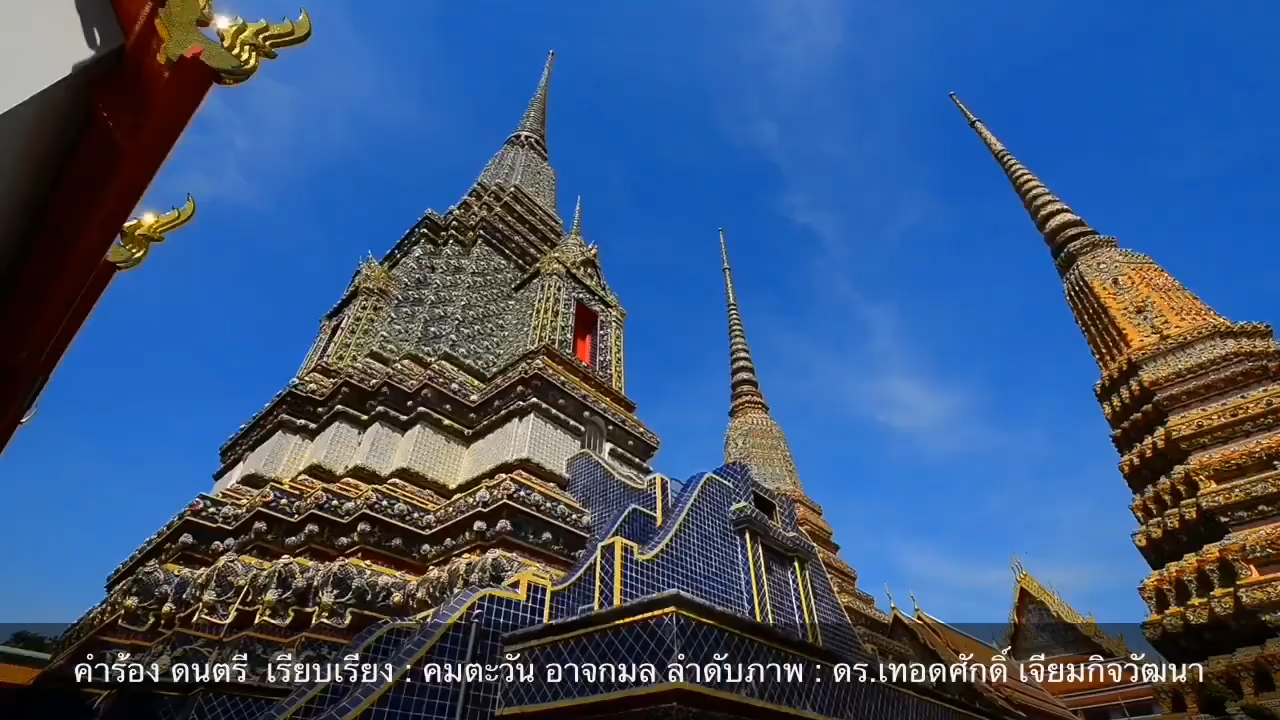 คำร้อง ดนตรี เรียบเรียง : คมตะวัน อาจกมล ลำดับภาพ : ดร.เทอดศักดิ์ เจียมกิจวัฒนา